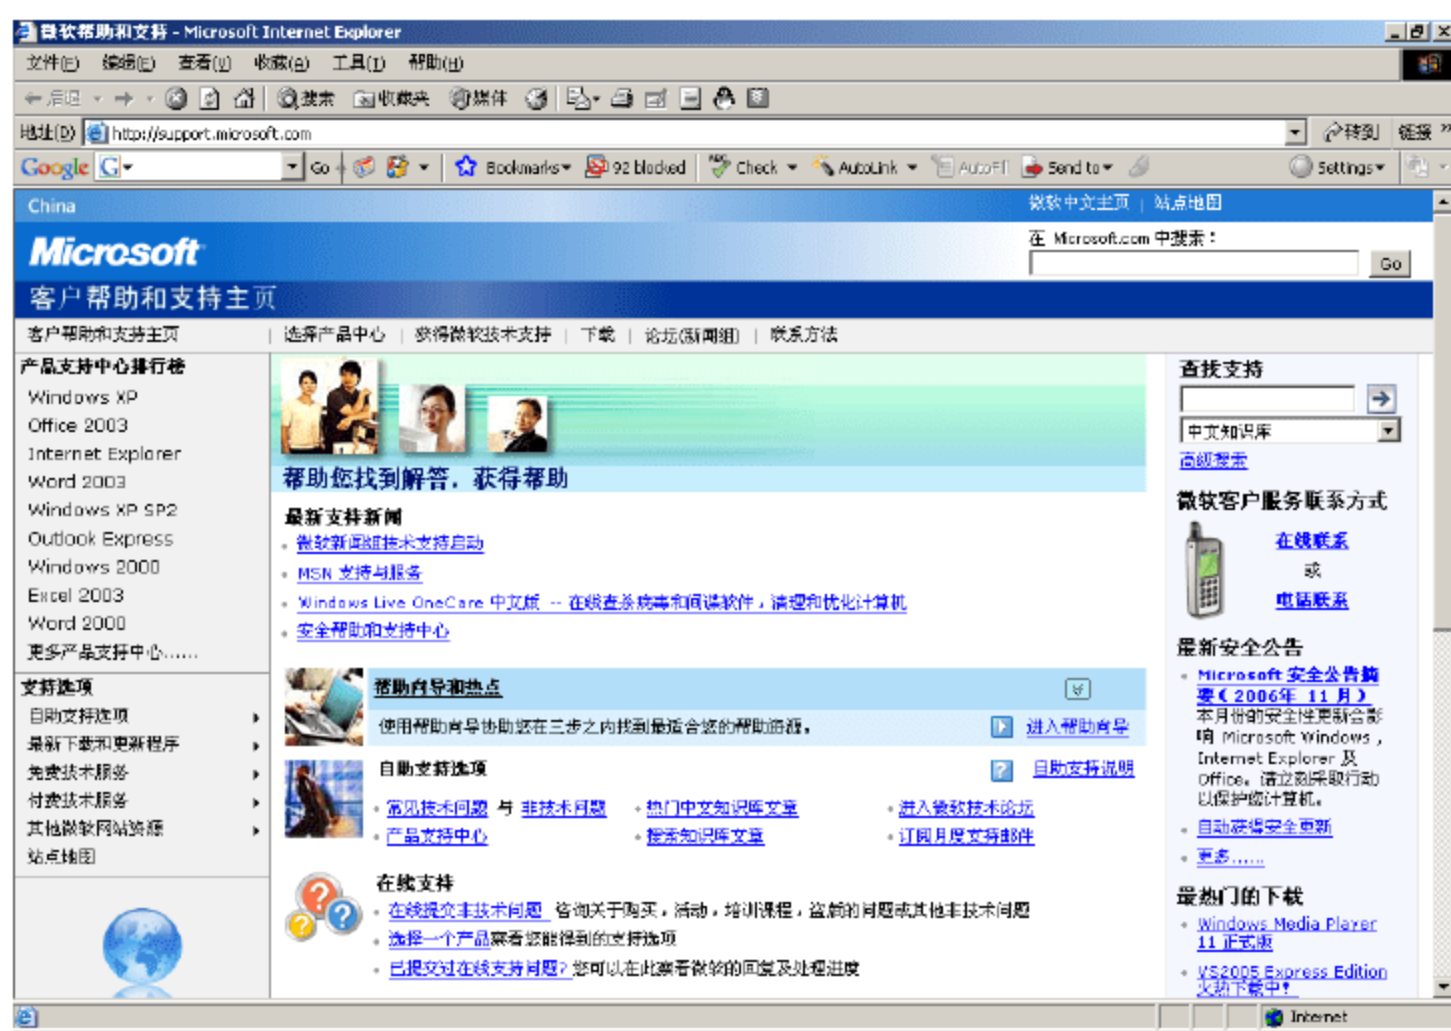 微软帮助和支持 - Microsoft Internet Explorer
文件(F) 编辑(E) 查看(V) 收藏(A) 工具(T) 帮助(H)
后退 搜索 收藏夹 媒体
地址(D) http://support.microsoft.com 转到 链接 »
Google G Go Bookmarks 92 blocked Check AutoLink AutoFill Send to Settings
China 微软中文主页 | 站点地图
Microsoft 在 Microsoft.com 中搜索：
Go
客户帮助和支持主页
客户帮助和支持主页 | 选择产品中心 | 获得微软技术支持 | 下载 | 论坛(新闻组) | 联系方法
产品支持中心排行榜
Windows XP
Office 2003
Internet Explorer
Word 2003
Windows XP SP2
Outlook Express
Windows 2000
Excel 2003
Word 2000
更多产品支持中心……
支持选项
自助支持选项
最新下载和更新程序
免费技术服务
付费技术服务
其他微软网站资源
站点地图
帮助您找到解答，获得帮助
最新支持新闻
微软新闻组技术支持启动
MSN 支持与服务
Windows Live OneCare 中文版 -- 在线查杀病毒和间谍软件，清理和优化计算机
安全帮助和支持中心
帮助向导和热点
使用帮助向导协助您在三步之内找到最适合您的帮助资源。 进入帮助向导
自助支持选项 自助支持说明
常见技术问题 与 非技术问题 热门中文知识库文章 进入微软技术论坛
产品支持中心 搜索知识库文章 订阅月度支持邮件
在线支持
在线提交非技术问题 咨询关于购买，活动，培训课程，盗版的问题或其他非技术问题
选择一个产品察看您能得到的支持选项
已提交过在线支持问题? 您可以在此察看微软的回复及处理进度
查找支持
中文知识库
高级搜索
微软客户服务联系方式
在线联系
或
电话联系
最新安全公告
Microsoft 安全公告摘
要（2006年 11 月）
本月份的安全性更新会影
响 Microsoft Windows，
Internet Explorer 及
Office。请立刻采取行动
以保护您计算机。
自动获得安全更新
更多……
最热门的下载
Windows Media Player
11 正式版
VS2005 Express Edition
火热下载中！
Internet